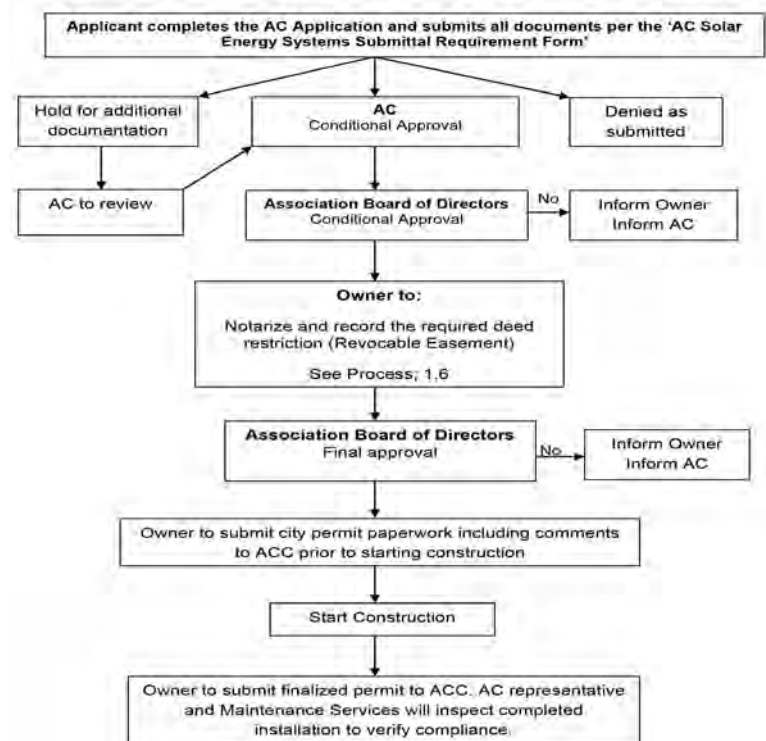 Applicant completes the AC Application and submits all documents per the ‘AC Solar
Energy Systems Submittal Requirement Form’
Hold for additional
documentation
AC
Conditional Approval
Denied as
submitted
AC to review
Association Board of Directors
Conditional Approval
No
Inform Owner
Inform AC
Owner to:
Notarize and record the required deed
restriction (Revocable Easement)
See Process, 1.6
Association Board of Directors
Final approval
No
Inform Owner
Inform AC
Owner to submit city permit paperwork including comments
to ACC prior to starting construction
Start Construction
Owner to submit finalized permit to ACC. AC representative
and Maintenance Services will inspect completed
installation to verify compliance.